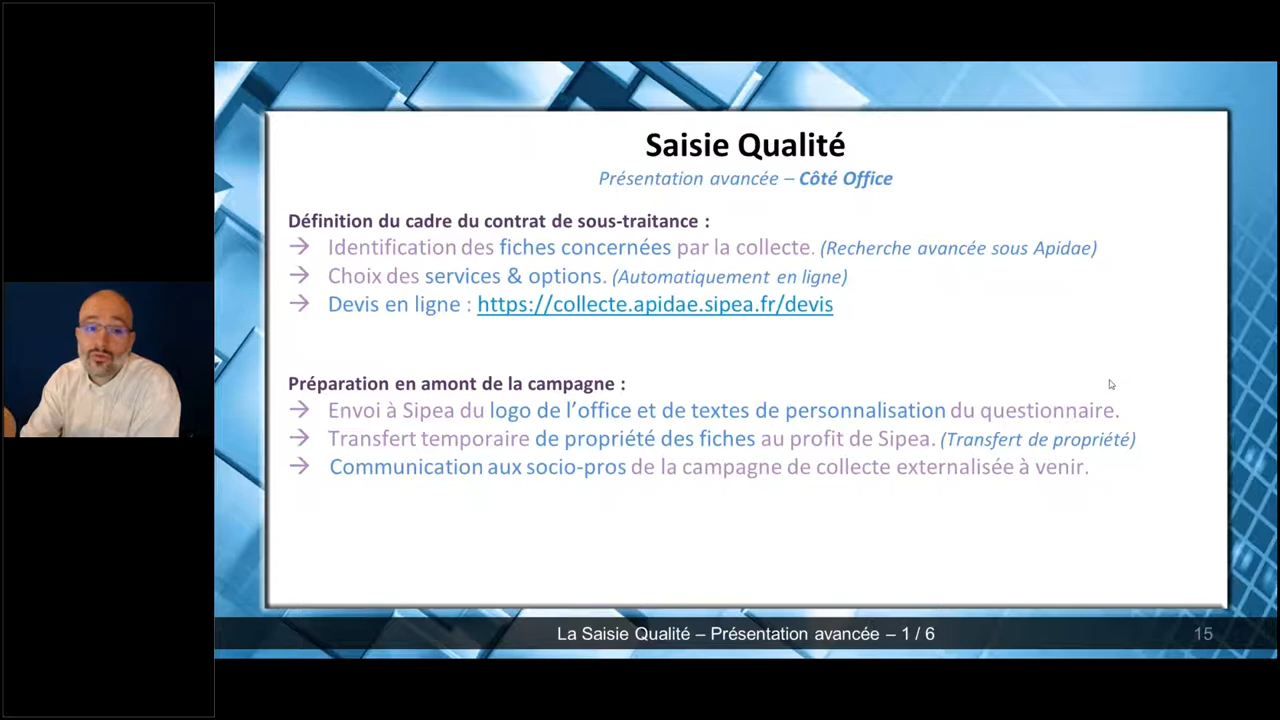 Saisie Qualité
Présentation avancée – Côté Office
Définition du cadre du contrat de sous-traitance :
→ Identification des fiches concernées par la collecte. (Recherche avancée sous Apidae)
→ Choix des services & options. (Automatiquement en ligne)
→ Devis en ligne : https://collecte.apidae.sipea.fr/devis
Préparation en amont de la campagne :
→ Envoi à Sipea du logo de l’office et de textes de personnalisation du questionnaire.
→ Transfert temporaire de propriété des fiches au profit de Sipea. (Transfert de propriété)
→ Communication aux socio-pros de la campagne de collecte externalisée à venir.
La Saisie Qualité – Présentation avancée – 1 / 6
15